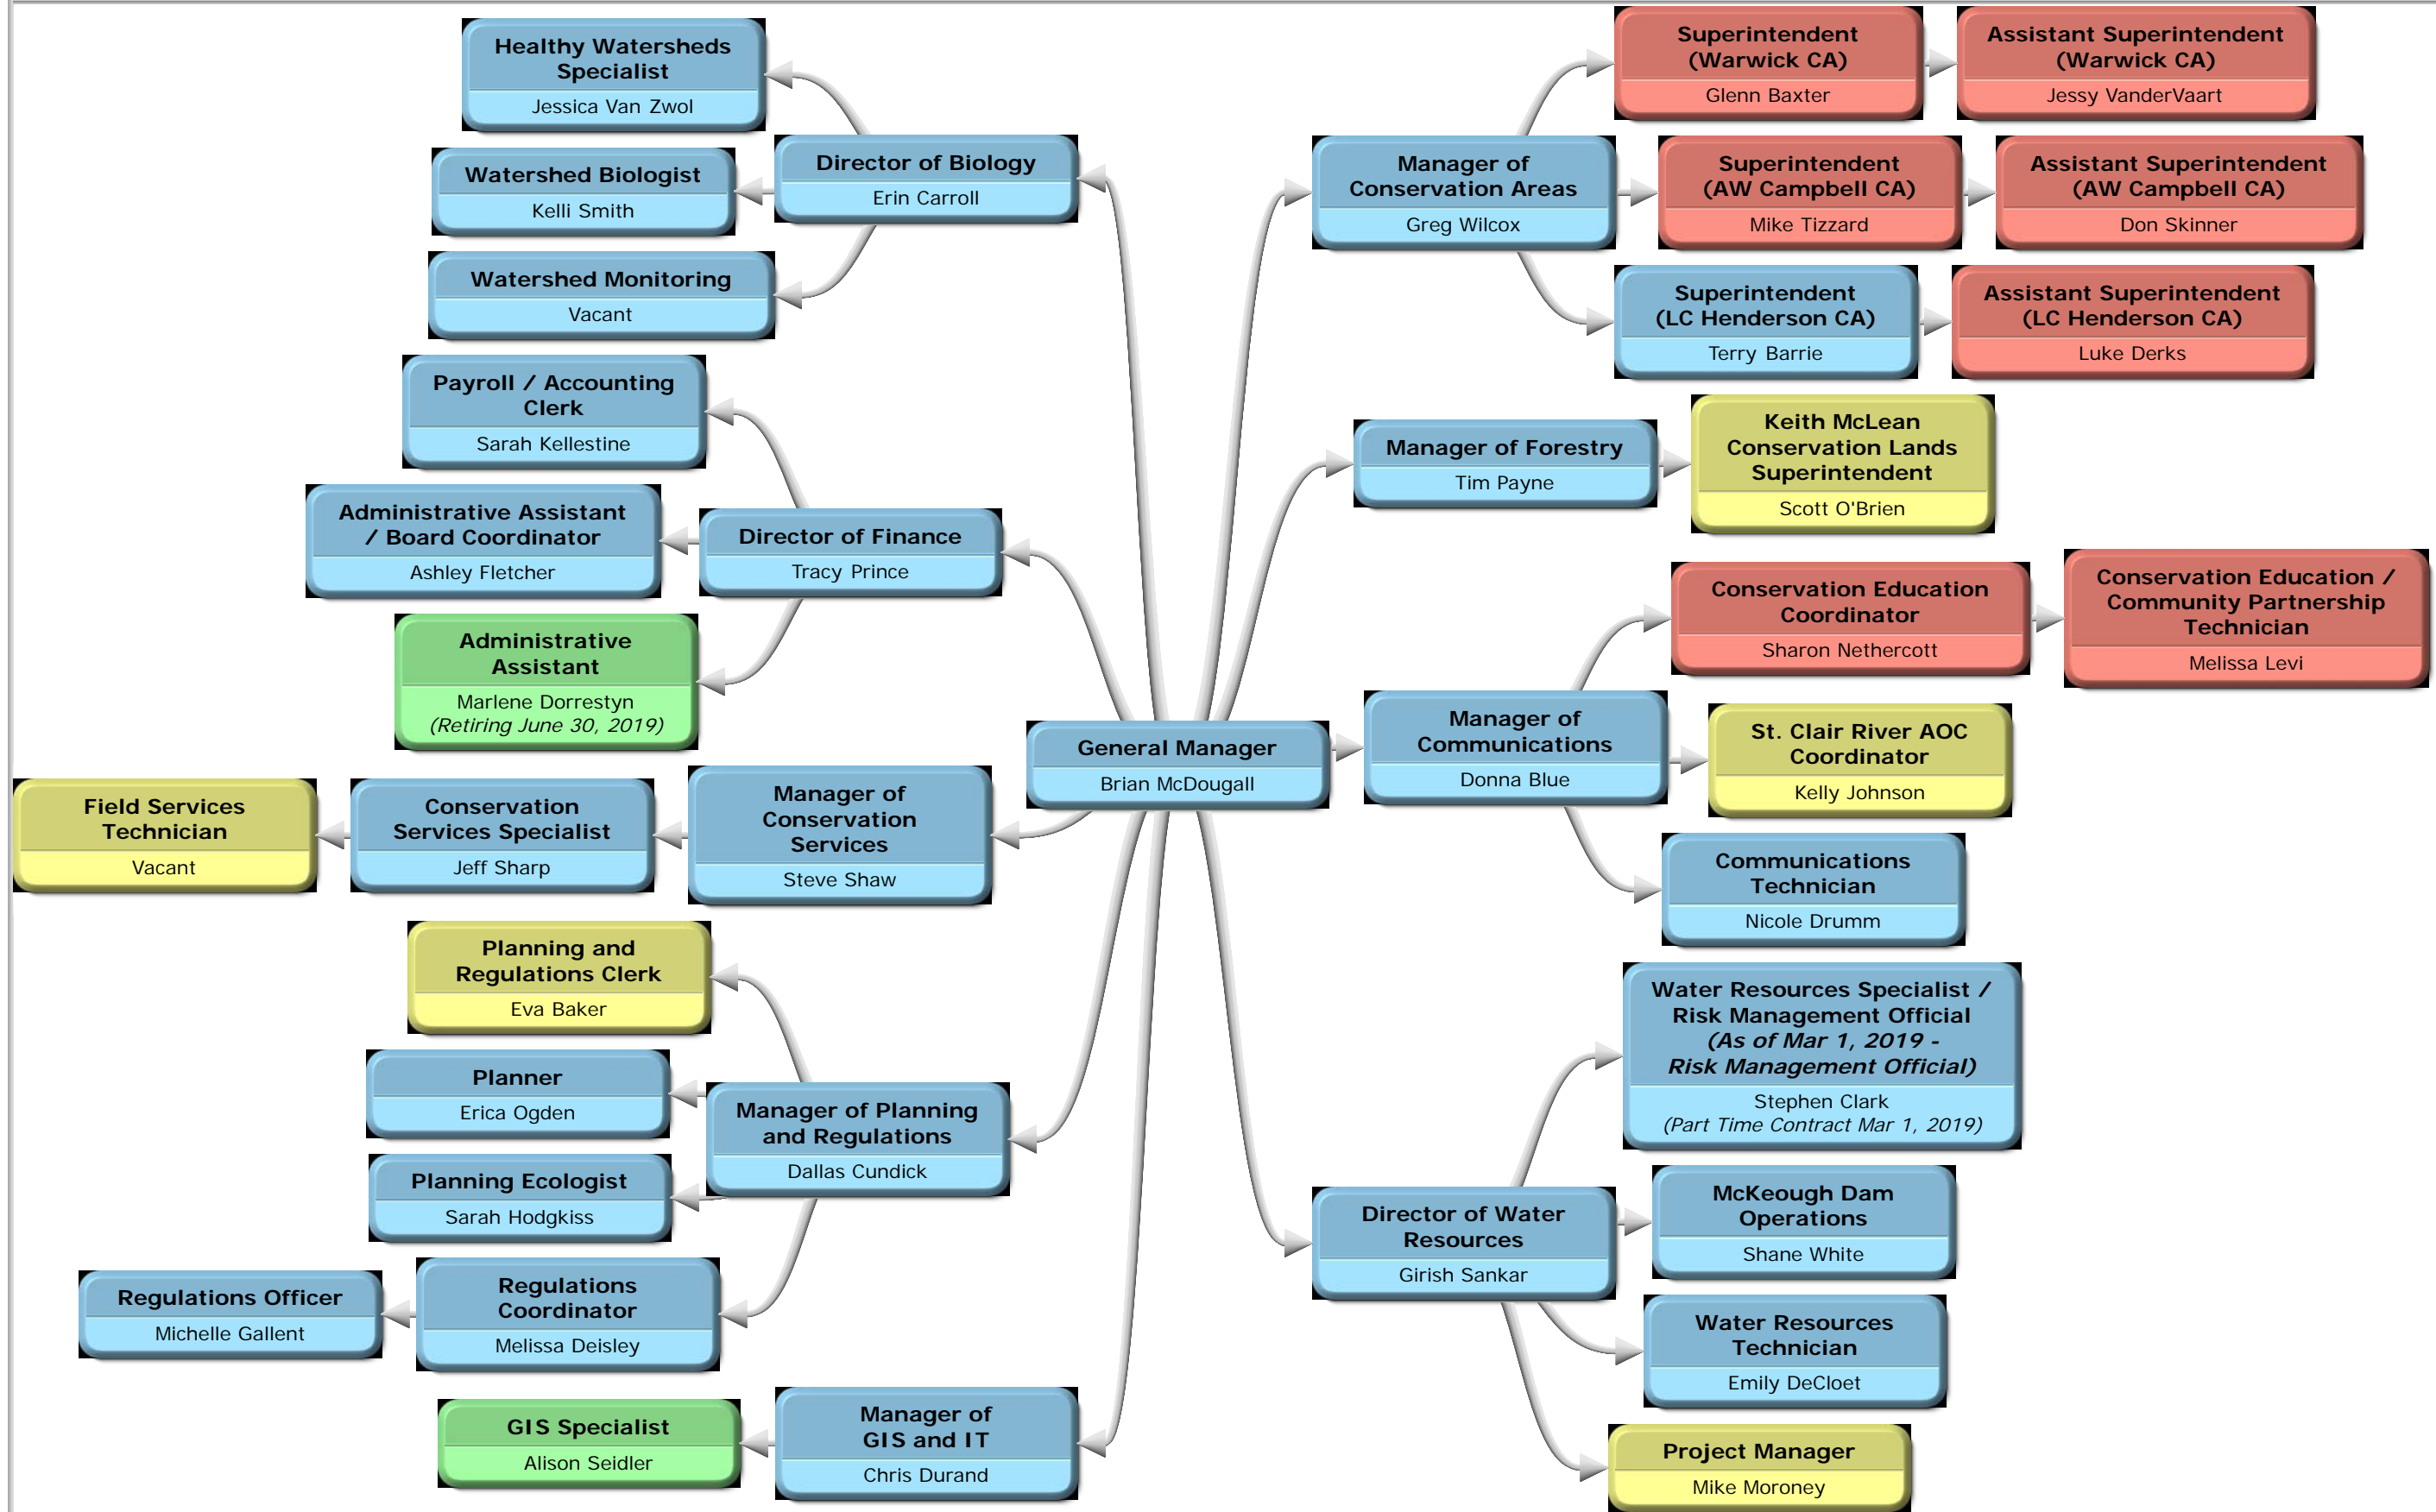 Healthy Watersheds
Specialist
Jessica Van Zwol
Watershed Biologist
Kelli Smith
Watershed Monitoring
Vacant
Director of Biology
Erin Carroll
Payroll / Accounting
Clerk
Sarah Kellestine
Administrative Assistant
/ Board Coordinator
Ashley Fletcher
Administrative
Assistant
Marlene Dorrestyn
(Retiring June 30, 2019)
Director of Finance
Tracy Prince
Field Services
Technician
Vacant
Conservation
Services Specialist
Jeff Sharp
Manager of
Conservation
Services
Steve Shaw
General Manager
Brian McDougall
Planning and
Regulations Clerk
Eva Baker
Planner
Erica Ogden
Planning Ecologist
Sarah Hodgkiss
Regulations Officer
Michelle Gallent
Regulations
Coordinator
Melissa Deisley
Manager of Planning
and Regulations
Dallas Cundick
GIS Specialist
Alison Seidler
Manager of
GIS and IT
Chris Durand
Superintendent
(Warwick CA)
Glenn Baxter
Assistant Superintendent
(Warwick CA)
Jessy VanderVaart
Manager of
Conservation Areas
Greg Wilcox
Superintendent
(AW Campbell CA)
Mike Tizzard
Assistant Superintendent
(AW Campbell CA)
Don Skinner
Superintendent
(LC Henderson CA)
Terry Barrie
Assistant Superintendent
(LC Henderson CA)
Luke Derks
Manager of Forestry
Tim Payne
Keith McLean
Conservation Lands
Superintendent
Scott O'Brien
Conservation Education
Coordinator
Sharon Nethercott
Conservation Education /
Community Partnership
Technician
Melissa Levi
Manager of
Communications
Donna Blue
St. Clair River AOC
Coordinator
Kelly Johnson
Communications
Technician
Nicole Drumm
Water Resources Specialist /
Risk Management Official
(As of Mar 1, 2019 -
Risk Management Official)
Stephen Clark
(Part Time Contract Mar 1, 2019)
Director of Water
Resources
Girish Sankar
McKeough Dam
Operations
Shane White
Water Resources
Technician
Emily DeCloet
Project Manager
Mike Moroney